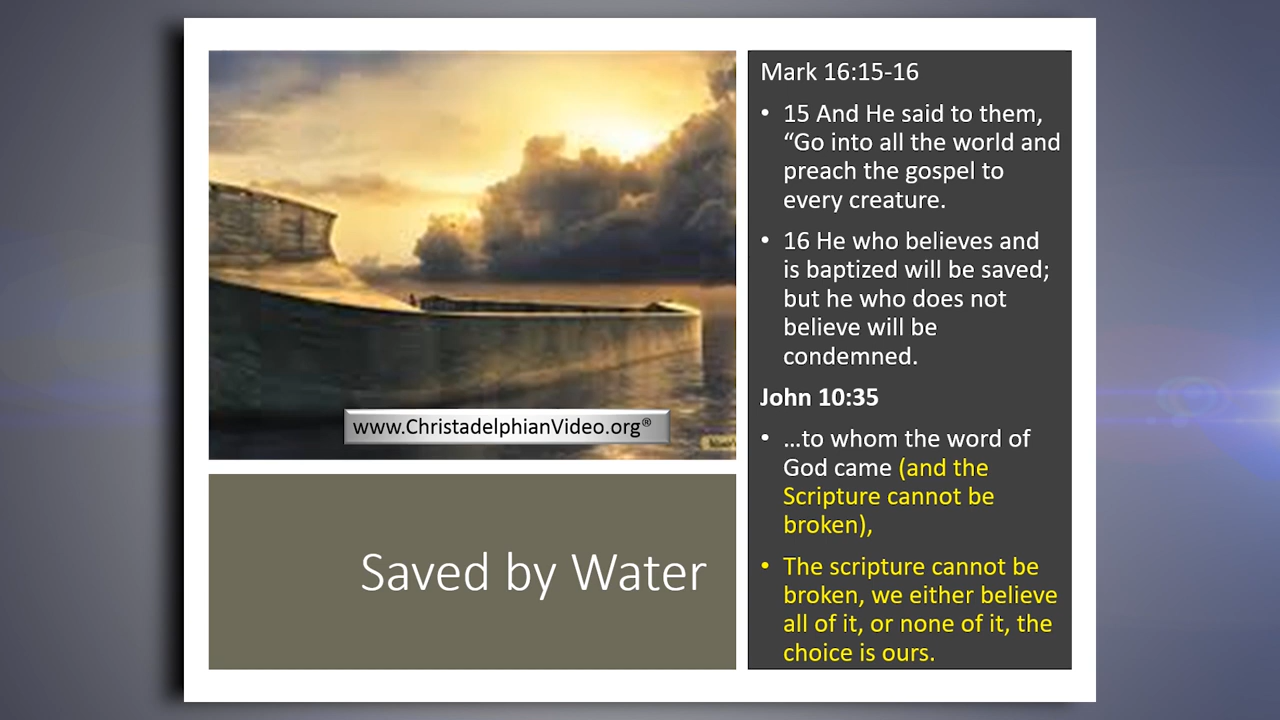 www.ChristadelphianVideo.org®
Saved by Water
Mark 16:15-16
• 15 And He said to them,
“Go into all the world and
preach the gospel to
every creature.
• 16 He who believes and
is baptized will be saved;
but he who does not
believe will be
condemned.
John 10:35
• …to whom the word of
God came (and the
Scripture cannot be
broken),
• The scripture cannot be
broken, we either believe
all of it, or none of it, the
choice is ours.